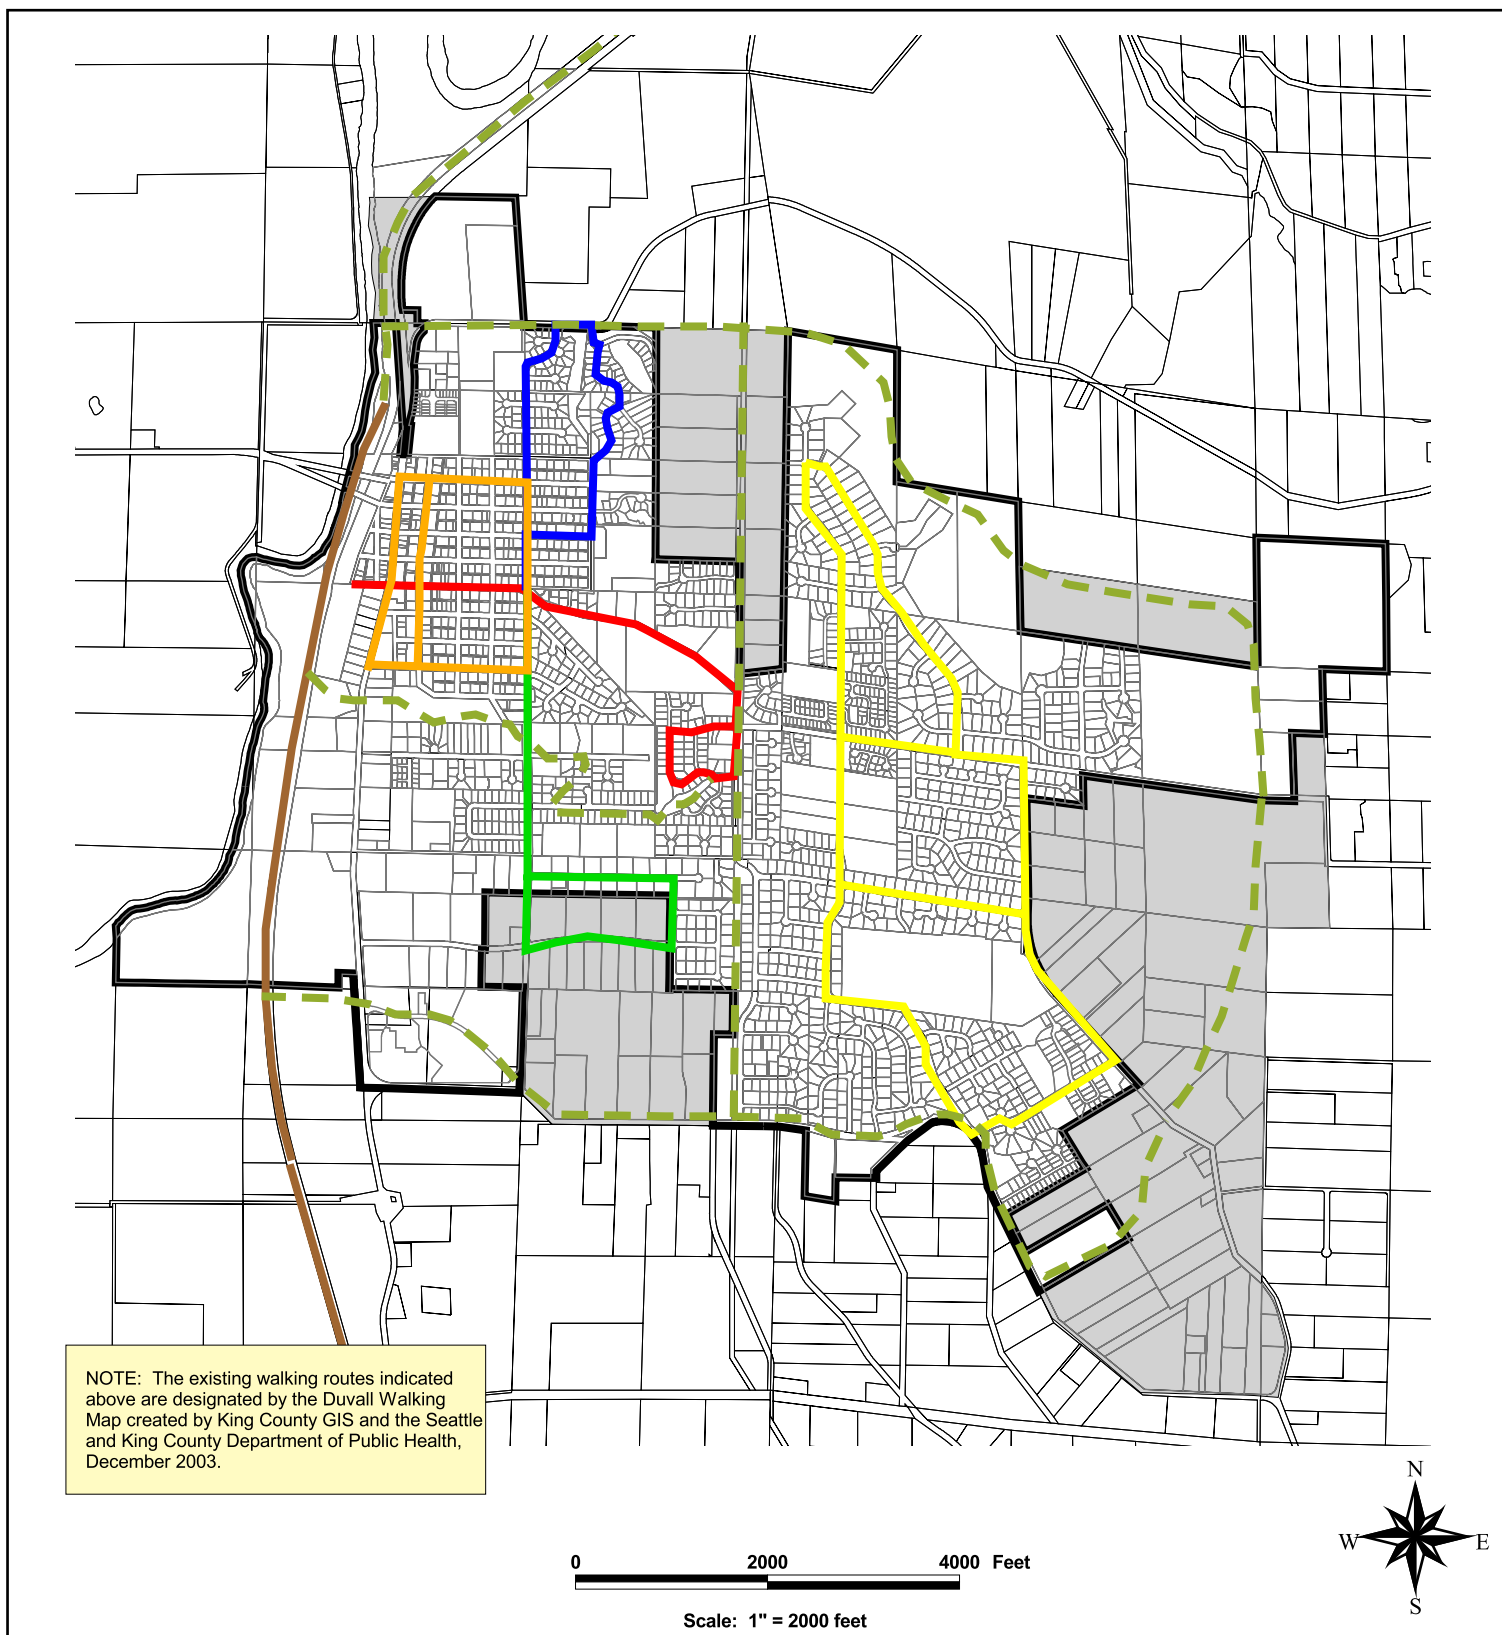 NOTE:  The existing walking routes indicated
above are designated by the Duvall Walking
Map created by King County GIS and the Seattle
and King County Department of Public Health,
December 2003.
N
W E
S
0 2000 4000 Feet
Scale:  1" = 2000 feet